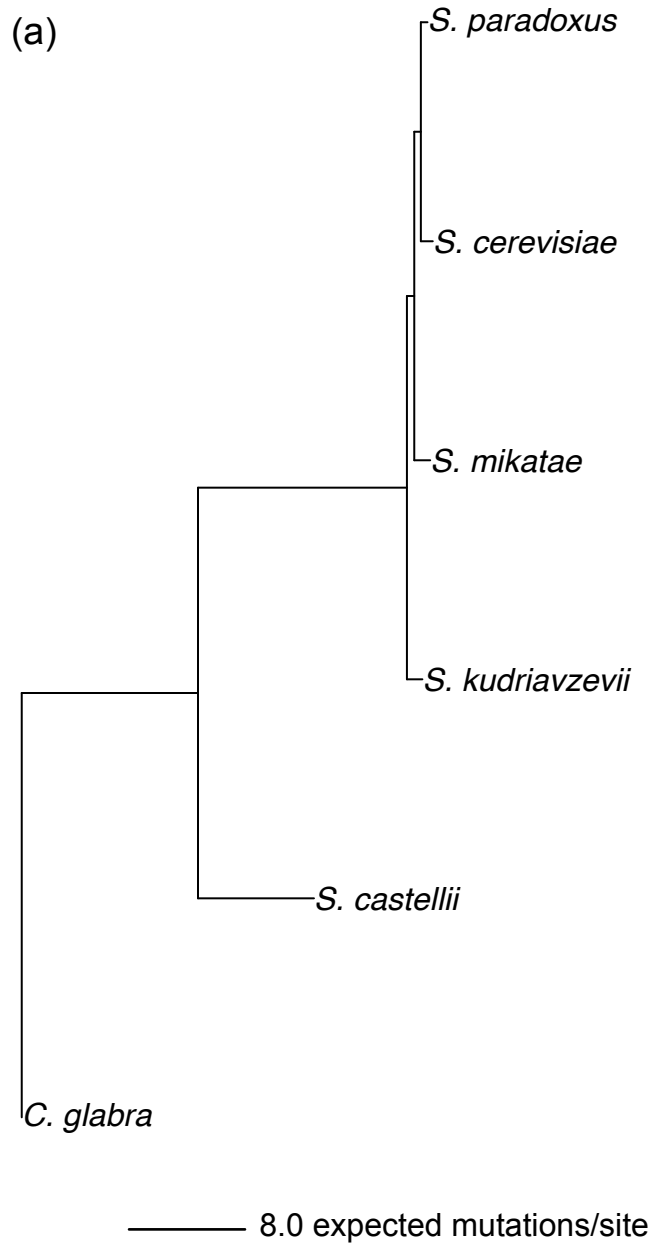 (a)
S. paradoxus
S. cerevisiae
S. mikatae
S. kudriavzevii
S. castellii
C. glabra
8.0 expected mutations/site